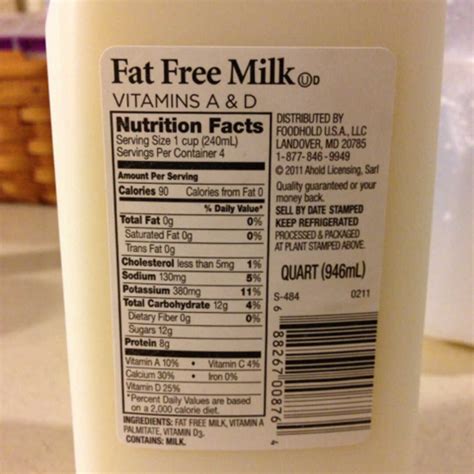 Fat Free Milk ⓊD
VITAMINS A & D
Nutrition Facts
Serving Size 1 cup (240mL)
Servings Per Container 4
Amount Per Serving
Calories 90 Calories from Fat 0
% Daily Value*
Total Fat 0g 0%
Saturated Fat 0g 0%
Trans Fat 0g
Cholesterol less than 5mg 1%
Sodium 130mg 5%
Potassium 380mg 11%
Total Carbohydrate 12g 4%
Dietary Fiber 0g 0%
Sugars 12g
Protein 8g
Vitamin A 10% • Vitamin C 4%
Calcium 30% • Iron 0%
Vitamin D 25%
*Percent Daily Values are based
on a 2,000 calorie diet.
INGREDIENTS: FAT FREE MILK, VITAMIN A
PALMITATE, VITAMIN D3.
CONTAINS: MILK.
DISTRIBUTED BY
FOODHOLD U.S.A., LLC
LANDOVER, MD 20785
1-877-846-9949
© 2011 Ahold Licensing, Sarl
Quality guaranteed or your
money back.
SELL BY DATE STAMPED
KEEP REFRIGERATED
PROCESSED & PACKAGED
AT PLANT STAMPED ABOVE.
QUART (946mL)
S-484 0211
6 88267 00876 4